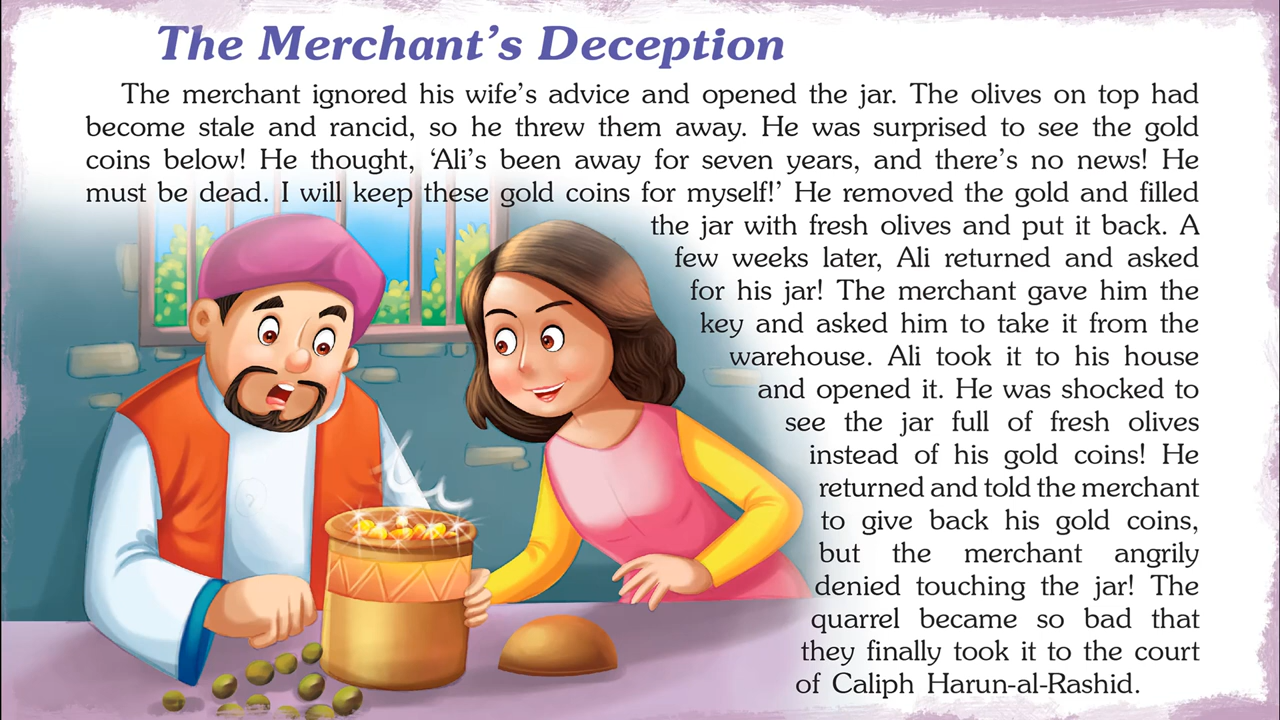 The Merchant’s Deception
The merchant ignored his wife’s advice and opened the jar. The olives on top had
become stale and rancid, so he threw them away. He was surprised to see the gold
coins below! He thought, ‘Ali’s been away for seven years, and there’s no news! He
must be dead. I will keep these gold coins for myself!’ He removed the gold and filled
the jar with fresh olives and put it back. A
few weeks later, Ali returned and asked
for his jar! The merchant gave him the
key and asked him to take it from the
warehouse. Ali took it to his house
and opened it. He was shocked to
see the jar full of fresh olives
instead of his gold coins! He
returned and told the merchant
to give back his gold coins,
but the merchant angrily
denied touching the jar! The
quarrel became so bad that
they finally took it to the court
of Caliph Harun-al-Rashid.